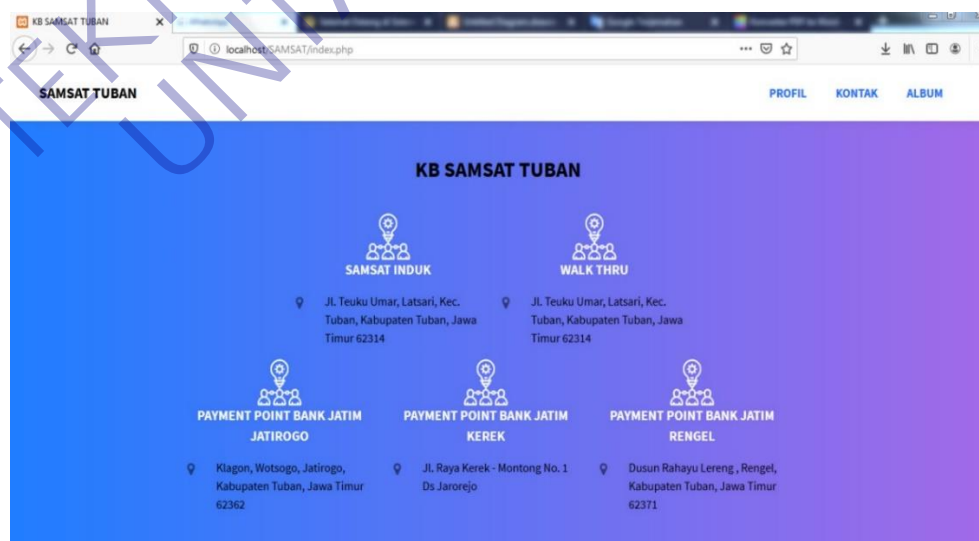 KB SAMSAT TUBAN
localhost/SAMSAT/index.php
SAMSAT TUBAN
PROFIL KONTAK ALBUM
KB SAMSAT TUBAN
SAMSAT INDUK
Jl. Teuku Umar, Latsari, Kec.
Tuban, Kabupaten Tuban, Jawa
Timur 62314
WALK THRU
Jl. Teuku Umar, Latsari, Kec.
Tuban, Kabupaten Tuban, Jawa
Timur 62314
PAYMENT POINT BANK JATIM
JATIROGO
Klagon, Wotsogo, Jatirogo,
Kabupaten Tuban, Jawa Timur
62362
PAYMENT POINT BANK JATIM
KEREK
Jl. Raya Kerek - Montong No. 1
Ds Jarorejo
PAYMENT POINT BANK JATIM
RENGEL
Dusun Rahayu Lereng , Rengel,
Kabupaten Tuban, Jawa Timur
62371